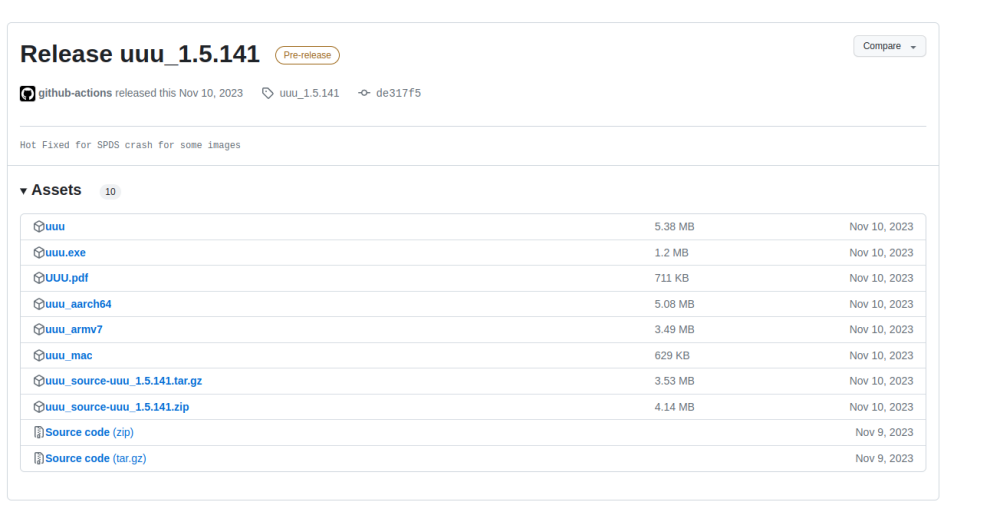 Release uuu_1.5.141 Pre-release Compare
github-actions released this Nov 10, 2023 uuu_1.5.141 de317f5
Hot Fixed for SPDS crash for some images
Assets 10
uuu 5.38 MB Nov 10, 2023
uuu.exe 1.2 MB Nov 10, 2023
UUU.pdf 711 KB Nov 10, 2023
uuu_aarch64 5.08 MB Nov 10, 2023
uuu_armv7 3.49 MB Nov 10, 2023
uuu_mac 629 KB Nov 10, 2023
uuu_source-uuu_1.5.141.tar.gz 3.53 MB Nov 10, 2023
uuu_source-uuu_1.5.141.zip 4.14 MB Nov 10, 2023
Source code (zip) Nov 9, 2023
Source code (tar.gz) Nov 9, 2023